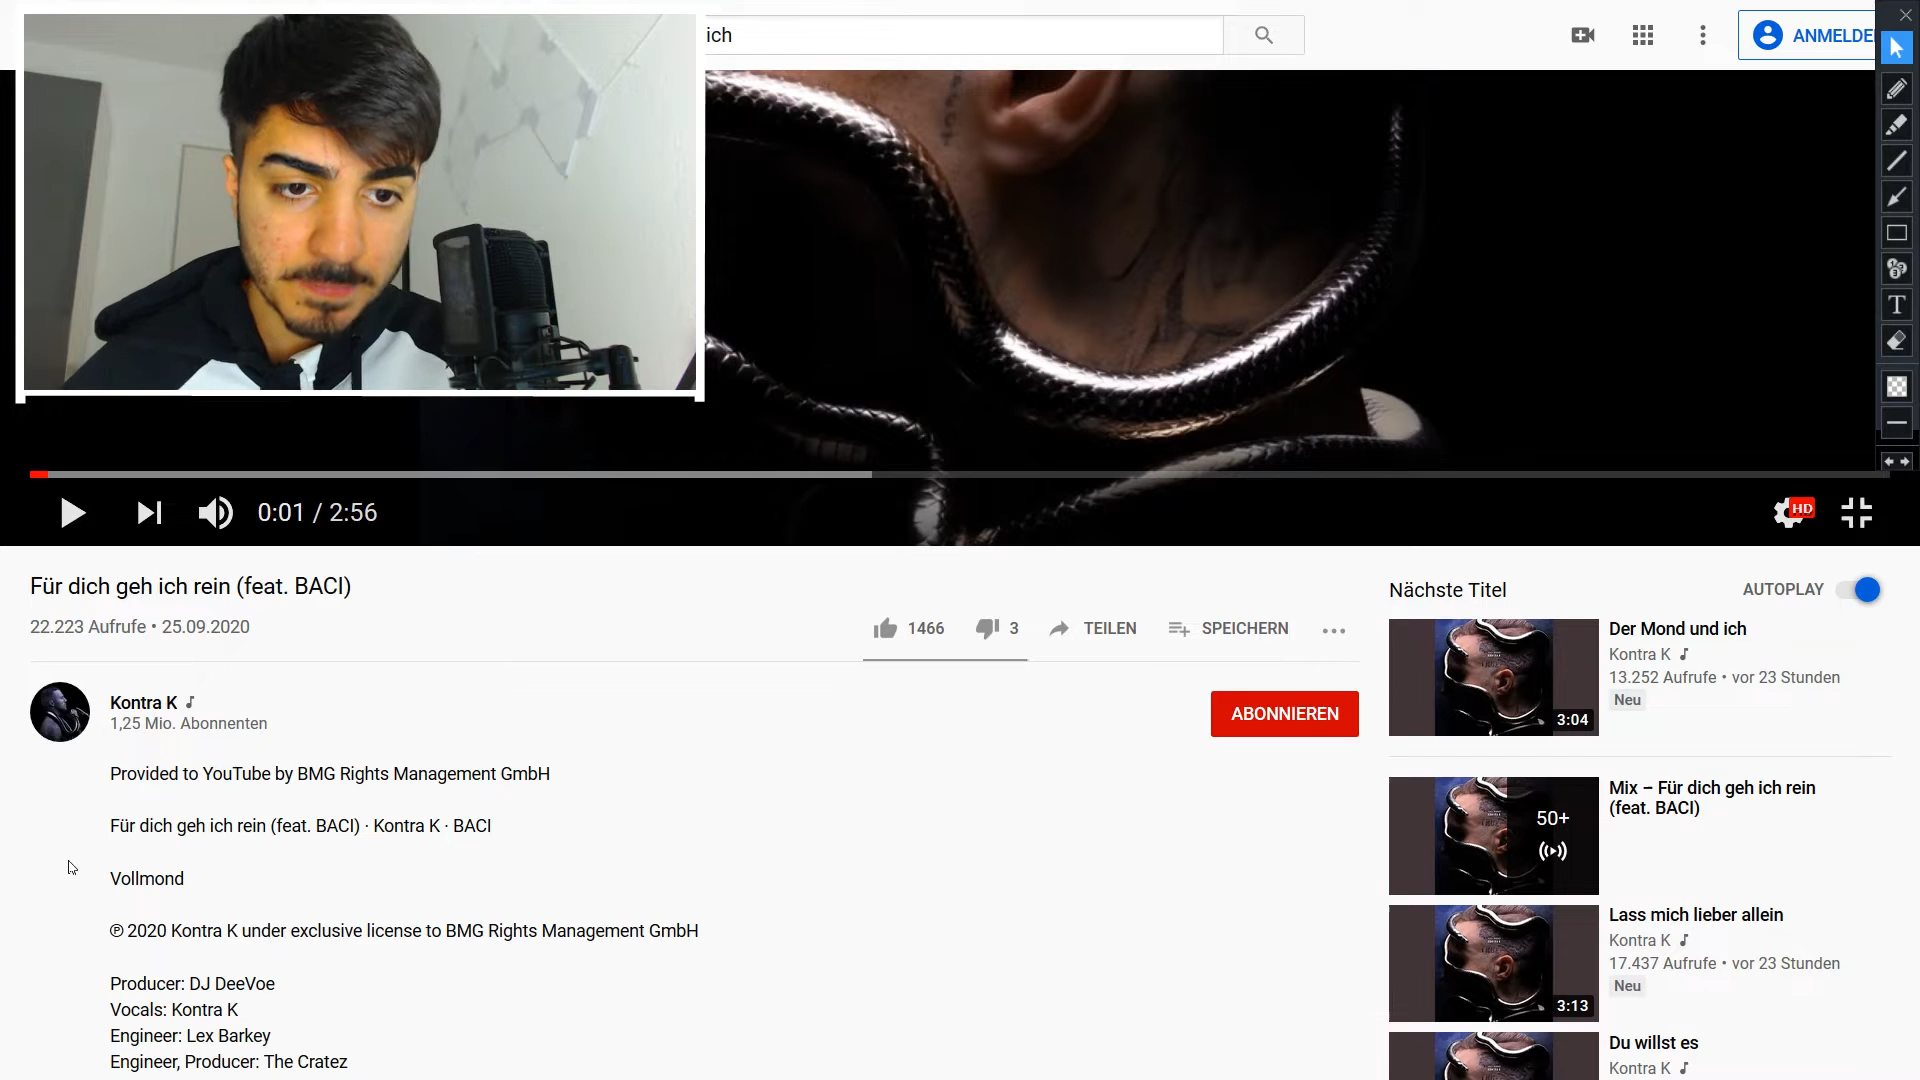 ich
ANMELDE
T
0:01 / 2:56
HD
Für dich geh ich rein (feat. BACI)
22.223 Aufrufe • 25.09.2020
1466
3
TEILEN
SPEICHERN
Kontra K
1,25 Mio. Abonnenten
ABONNIEREN
Provided to YouTube by BMG Rights Management GmbH
Für dich geh ich rein (feat. BACI) · Kontra K · BACI
Vollmond
℗ 2020 Kontra K under exclusive license to BMG Rights Management GmbH
Producer: DJ DeeVoe
Vocals: Kontra K
Engineer: Lex Barkey
Engineer, Producer: The Cratez
Nächste Titel
AUTOPLAY
Der Mond und ich
Kontra K
13.252 Aufrufe • vor 23 Stunden
Neu
3:04
Mix – Für dich geh ich rein
(feat. BACI)
50+
Lass mich lieber allein
Kontra K
17.437 Aufrufe • vor 23 Stunden
Neu
3:13
Du willst es
Kontra K